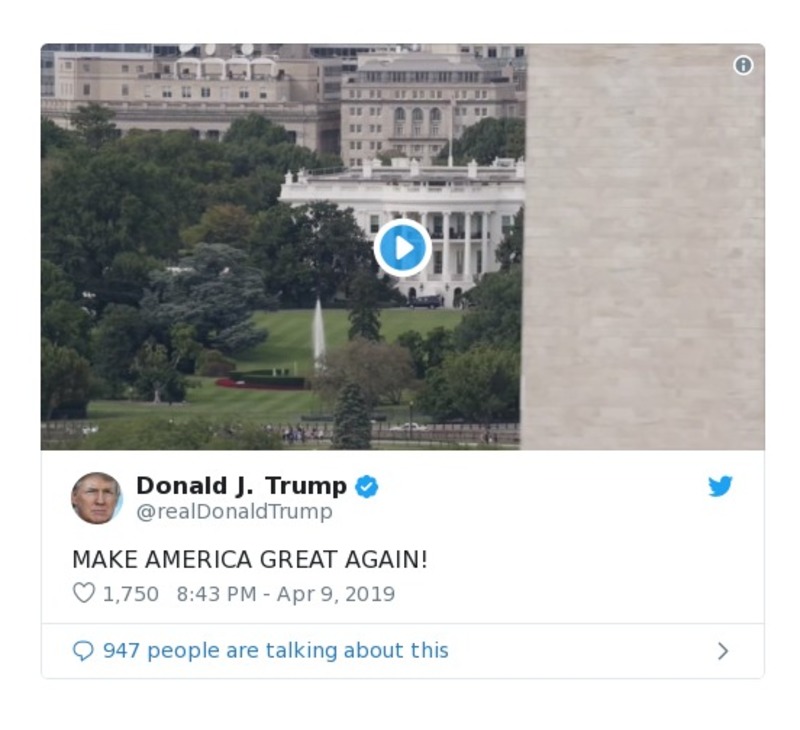 Donald J. Trump
@realDonaldTrump
MAKE AMERICA GREAT AGAIN!
1,750 8:43 PM - Apr 9, 2019
947 people are talking about this